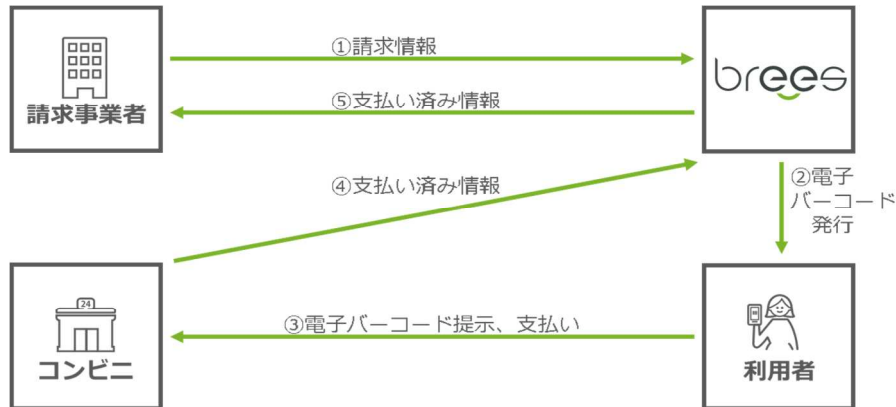 ①請求情報
brees
請求事業者
⑤支払い済み情報
④支払い済み情報
②電子
バーコード
発行
24
コンビニ
③電子バーコード提示、支払い
利用者